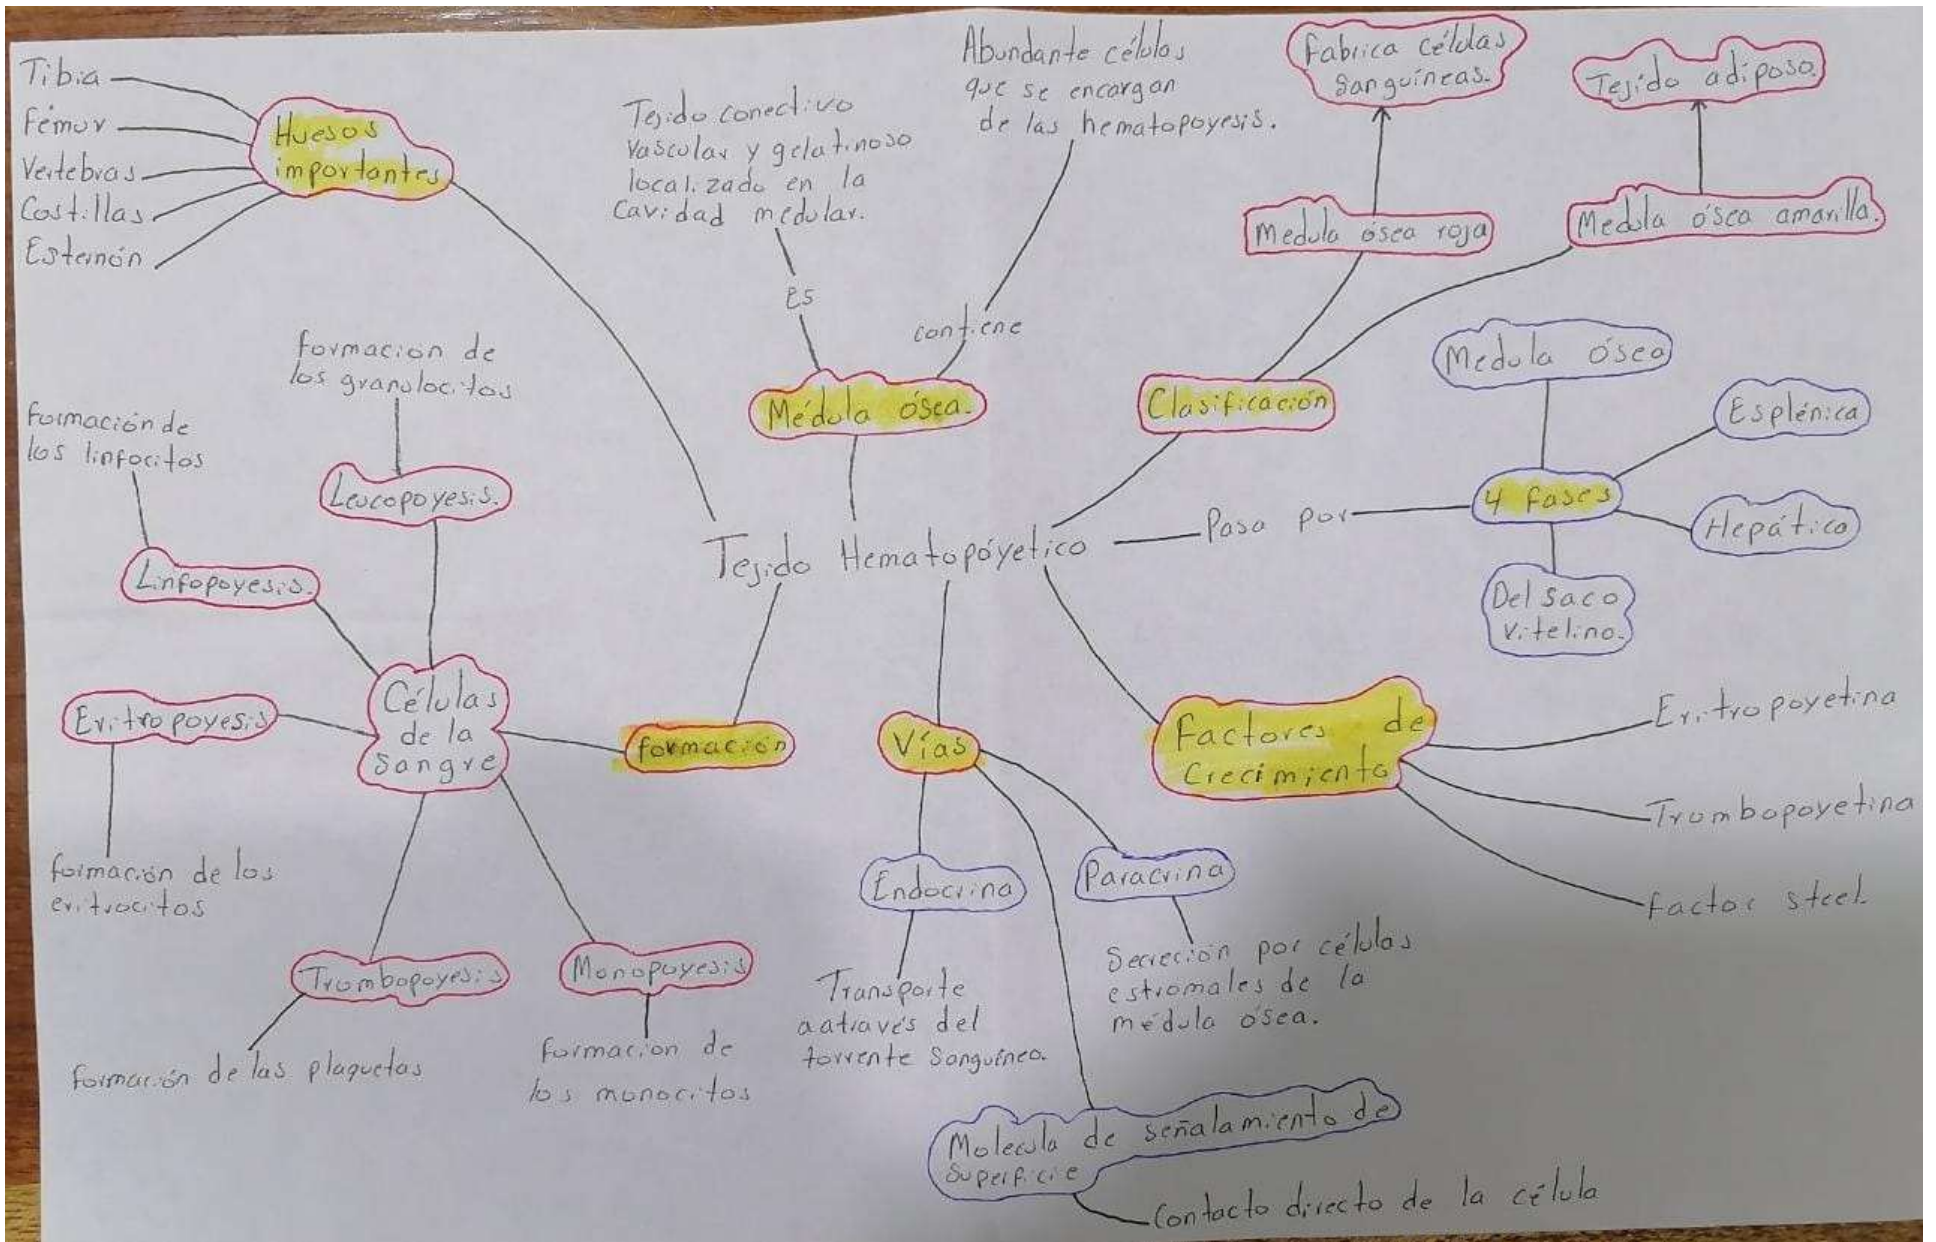 Tibia
Fémur
Vertebras
Costillas
Esternón
Huesos
importantes
Tejido conectivo
vascular y gelatinoso
localizado en la
cavidad medular.
Es
Abundante células
que se encargan
de las hematopoyesis.
contiene
Médula ósea.
Fabrica células
Sanguíneas.
Medula ósea roja
Tejido adiposo.
Medula ósea amarilla.
Clasificación
Medula ósea
Esplénica
4 fases
Hepática
Del saco
vitelino.
Pasa por
Tejido Hematopóyetico
formación de
los granulocitos
Leucopoyesis.
formación de
los linfocitos
Linfopoyesis.
Eritropoyesis
formación de los
eritrocitos
Células
de la
Sangre
formación
Trombopoyesis
formación de las plaquetas
Monopoyesis
formación de
los monocitos
Vías
Endocrina
Transporte
aatravés del
torrente Sanguíneo.
Paracrina
Secreción por células
estromales de la
médula ósea.
Molecula de señalamiento de
Superficie
Contacto directo de la célula
Factores de
Crecimiento
Eritropoyetina
Trombopoyetina
factor steel.